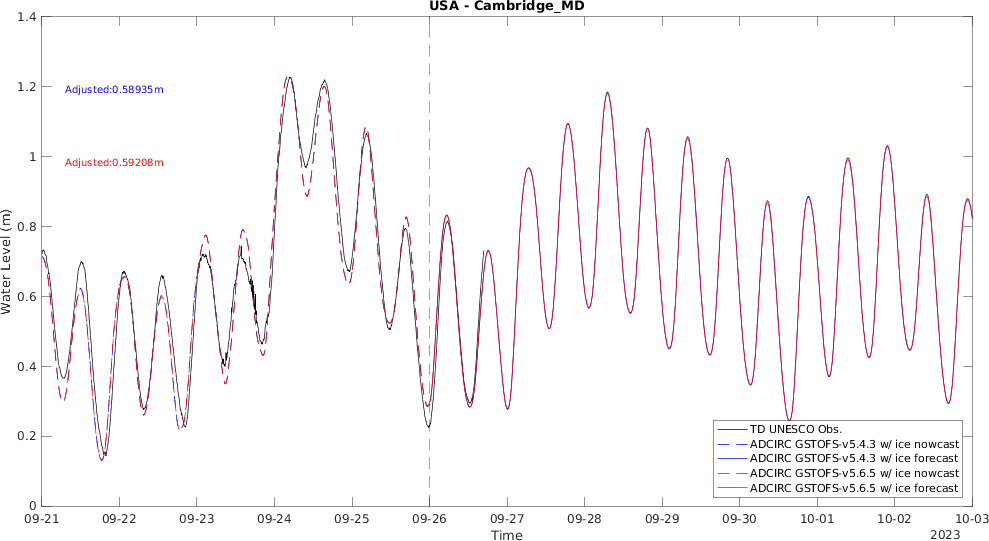 USA - Cambridge_MD
1.4
1.2
1
0.8
0.6
0.4
0.2
0
Water Level (m)
Adjusted:0.58935m
Adjusted:0.59208m
TD UNESCO Obs.
ADCIRC GSTOFS-v5.4.3 w/ ice nowcast
ADCIRC GSTOFS-v5.4.3 w/ ice forecast
ADCIRC GSTOFS-v5.6.5 w/ ice nowcast
ADCIRC GSTOFS-v5.6.5 w/ ice forecast
09-21 09-22 09-23 09-24 09-25 09-26 09-27 09-28 09-29 09-30 10-01 10-02 10-03
Time
2023